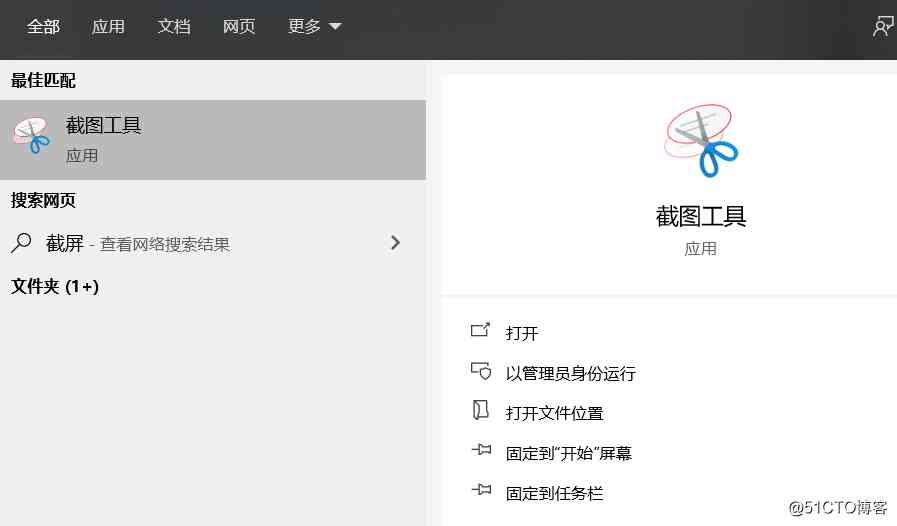 全部 应用 文档 网页 更多
最佳匹配
截图工具
应用
搜索网页
截屏 - 查看网络搜索结果
文件夹 (1+)
截图工具
应用
打开
以管理员身份运行
打开文件位置
固定到"开始"屏幕
固定到任务栏
@51CTO博客